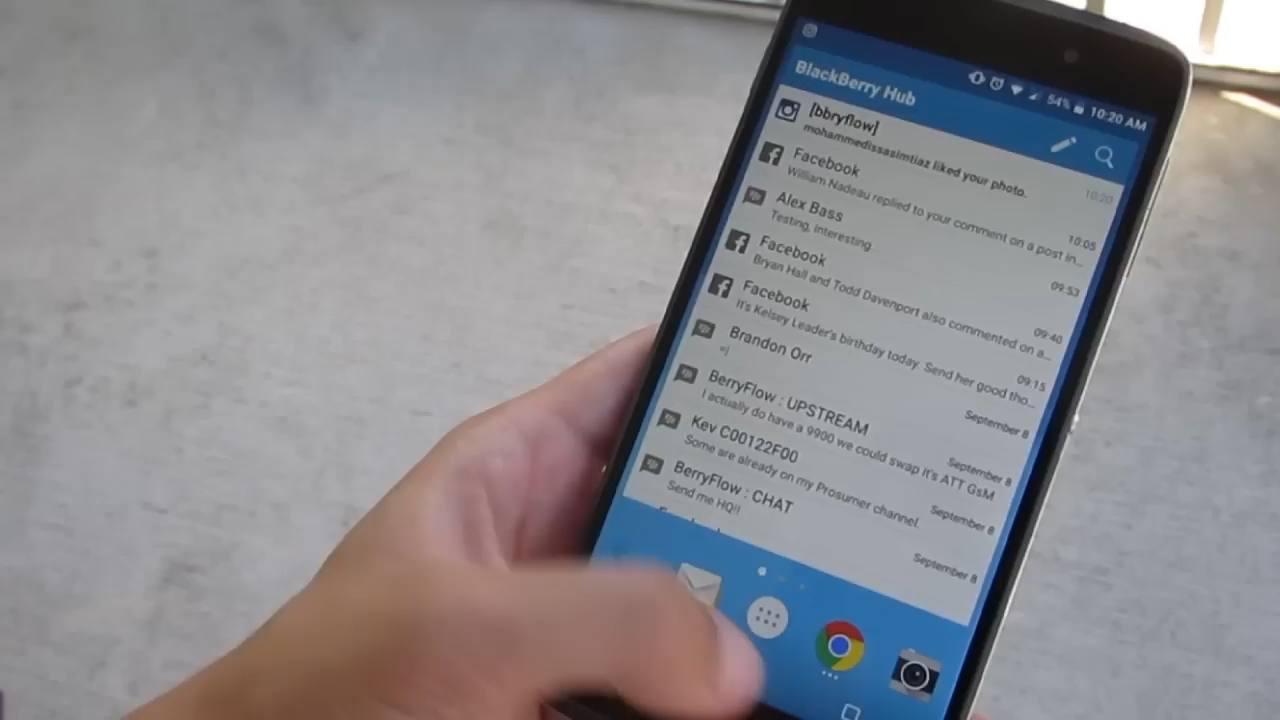 54% 10:20 AM
BlackBerry Hub
[bbryflow]
mohammedissasimtiaz liked your photo.
10:20
Facebook
William Nadeau replied to your comment on a post in...
10:05
Alex Bass
Testing, interesting.
09:53
Facebook
Bryan Hall and Todd Davenport also commented on a...
09:40
Facebook
It's Kelsey Leader's birthday today. Send her good tho...
09:15
Brandon Orr
=)
September 8
BerryFlow : UPSTREAM
I actually do have a 9900 we could swap it's ATT GsM
September 8
Kev C00122F00
Some are already on my Prosumer channel.
September 8
BerryFlow : CHAT
Send me HQ!!
September 8